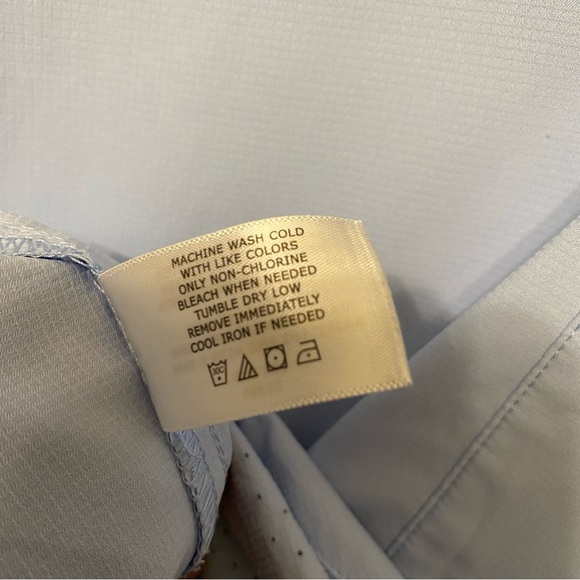 MACHINE WASH COLD
WITH LIKE COLORS
ONLY NON-CHLORINE
BLEACH WHEN NEEDED
TUMBLE DRY LOW
REMOVE IMMEDIATELY
COOL IRON IF NEEDED
30C